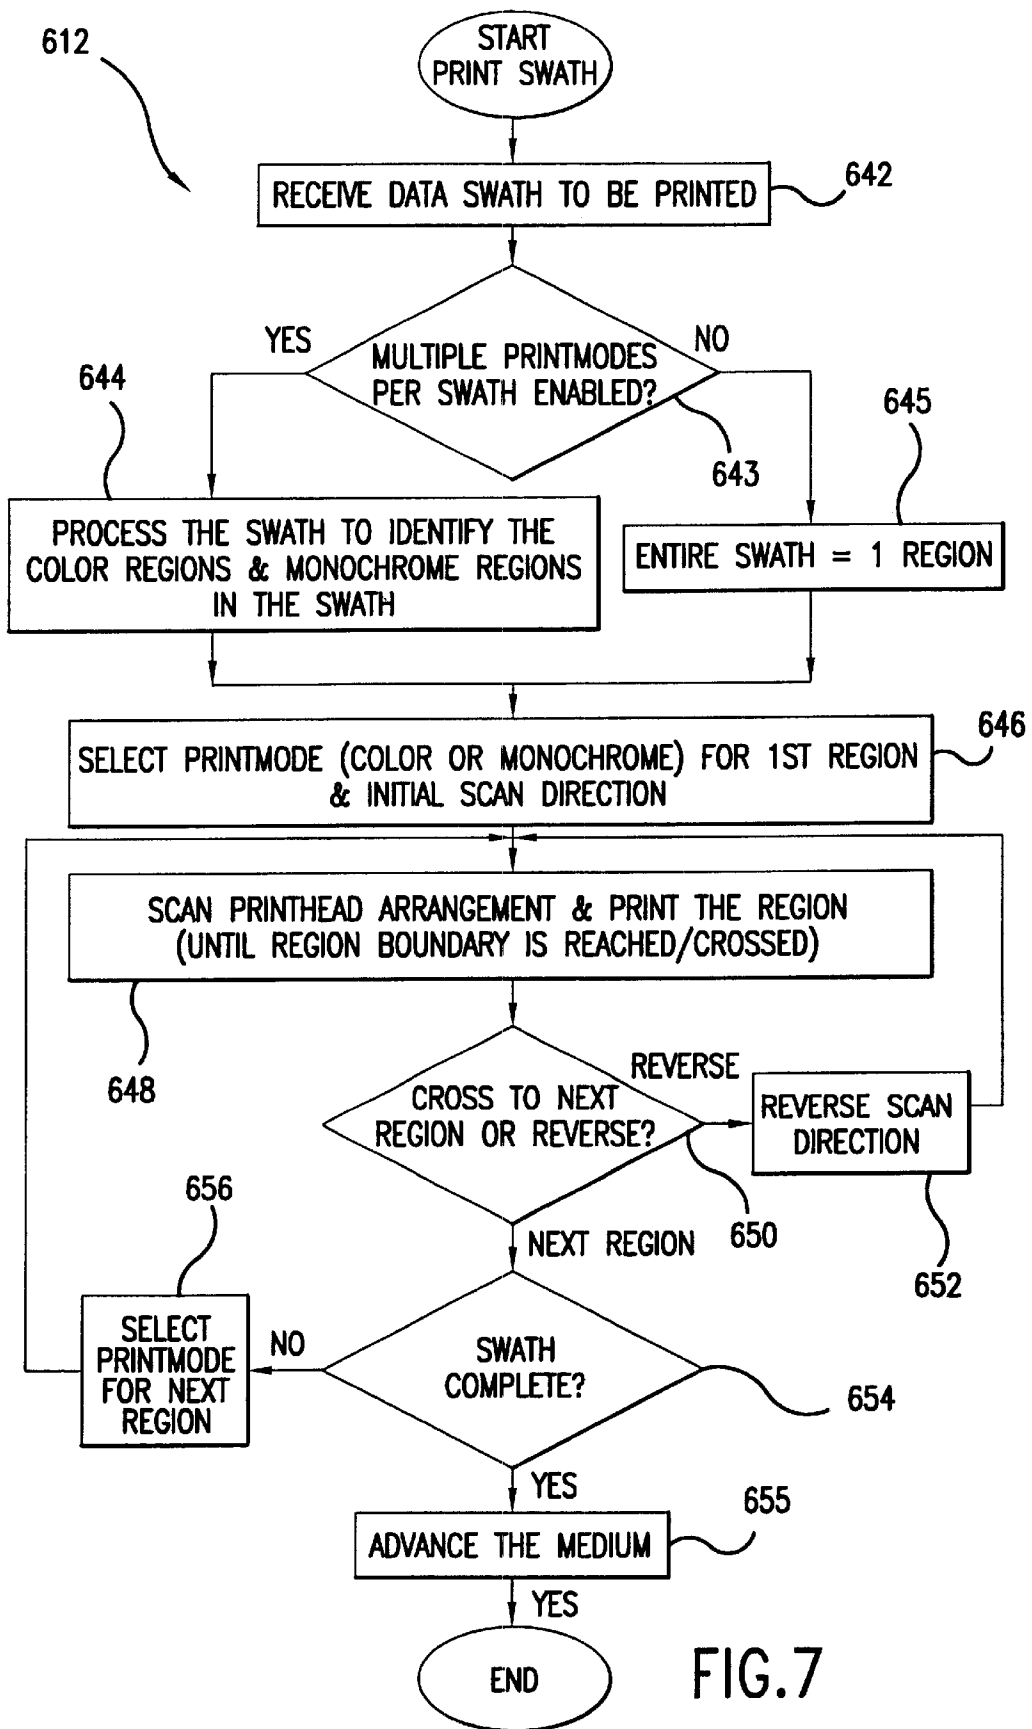 612
START
PRINT SWATH
RECEIVE DATA SWATH TO BE PRINTED
642
YES
MULTIPLE PRINTMODES
PER SWATH ENABLED?
NO
643
644
645
PROCESS THE SWATH TO IDENTIFY THE
COLOR REGIONS & MONOCHROME REGIONS
IN THE SWATH
ENTIRE SWATH = 1 REGION
646
SELECT PRINTMODE (COLOR OR MONOCHROME) FOR 1ST REGION
& INITIAL SCAN DIRECTION
SCAN PRINTHEAD ARRANGEMENT & PRINT THE REGION
(UNTIL REGION BOUNDARY IS REACHED/CROSSED)
648
CROSS TO NEXT
REGION OR REVERSE?
REVERSE
650
REVERSE SCAN
DIRECTION
652
NEXT REGION
656
SELECT
PRINTMODE
FOR NEXT
REGION
NO
SWATH
COMPLETE?
654
YES
655
ADVANCE THE MEDIUM
YES
END
FIG.7